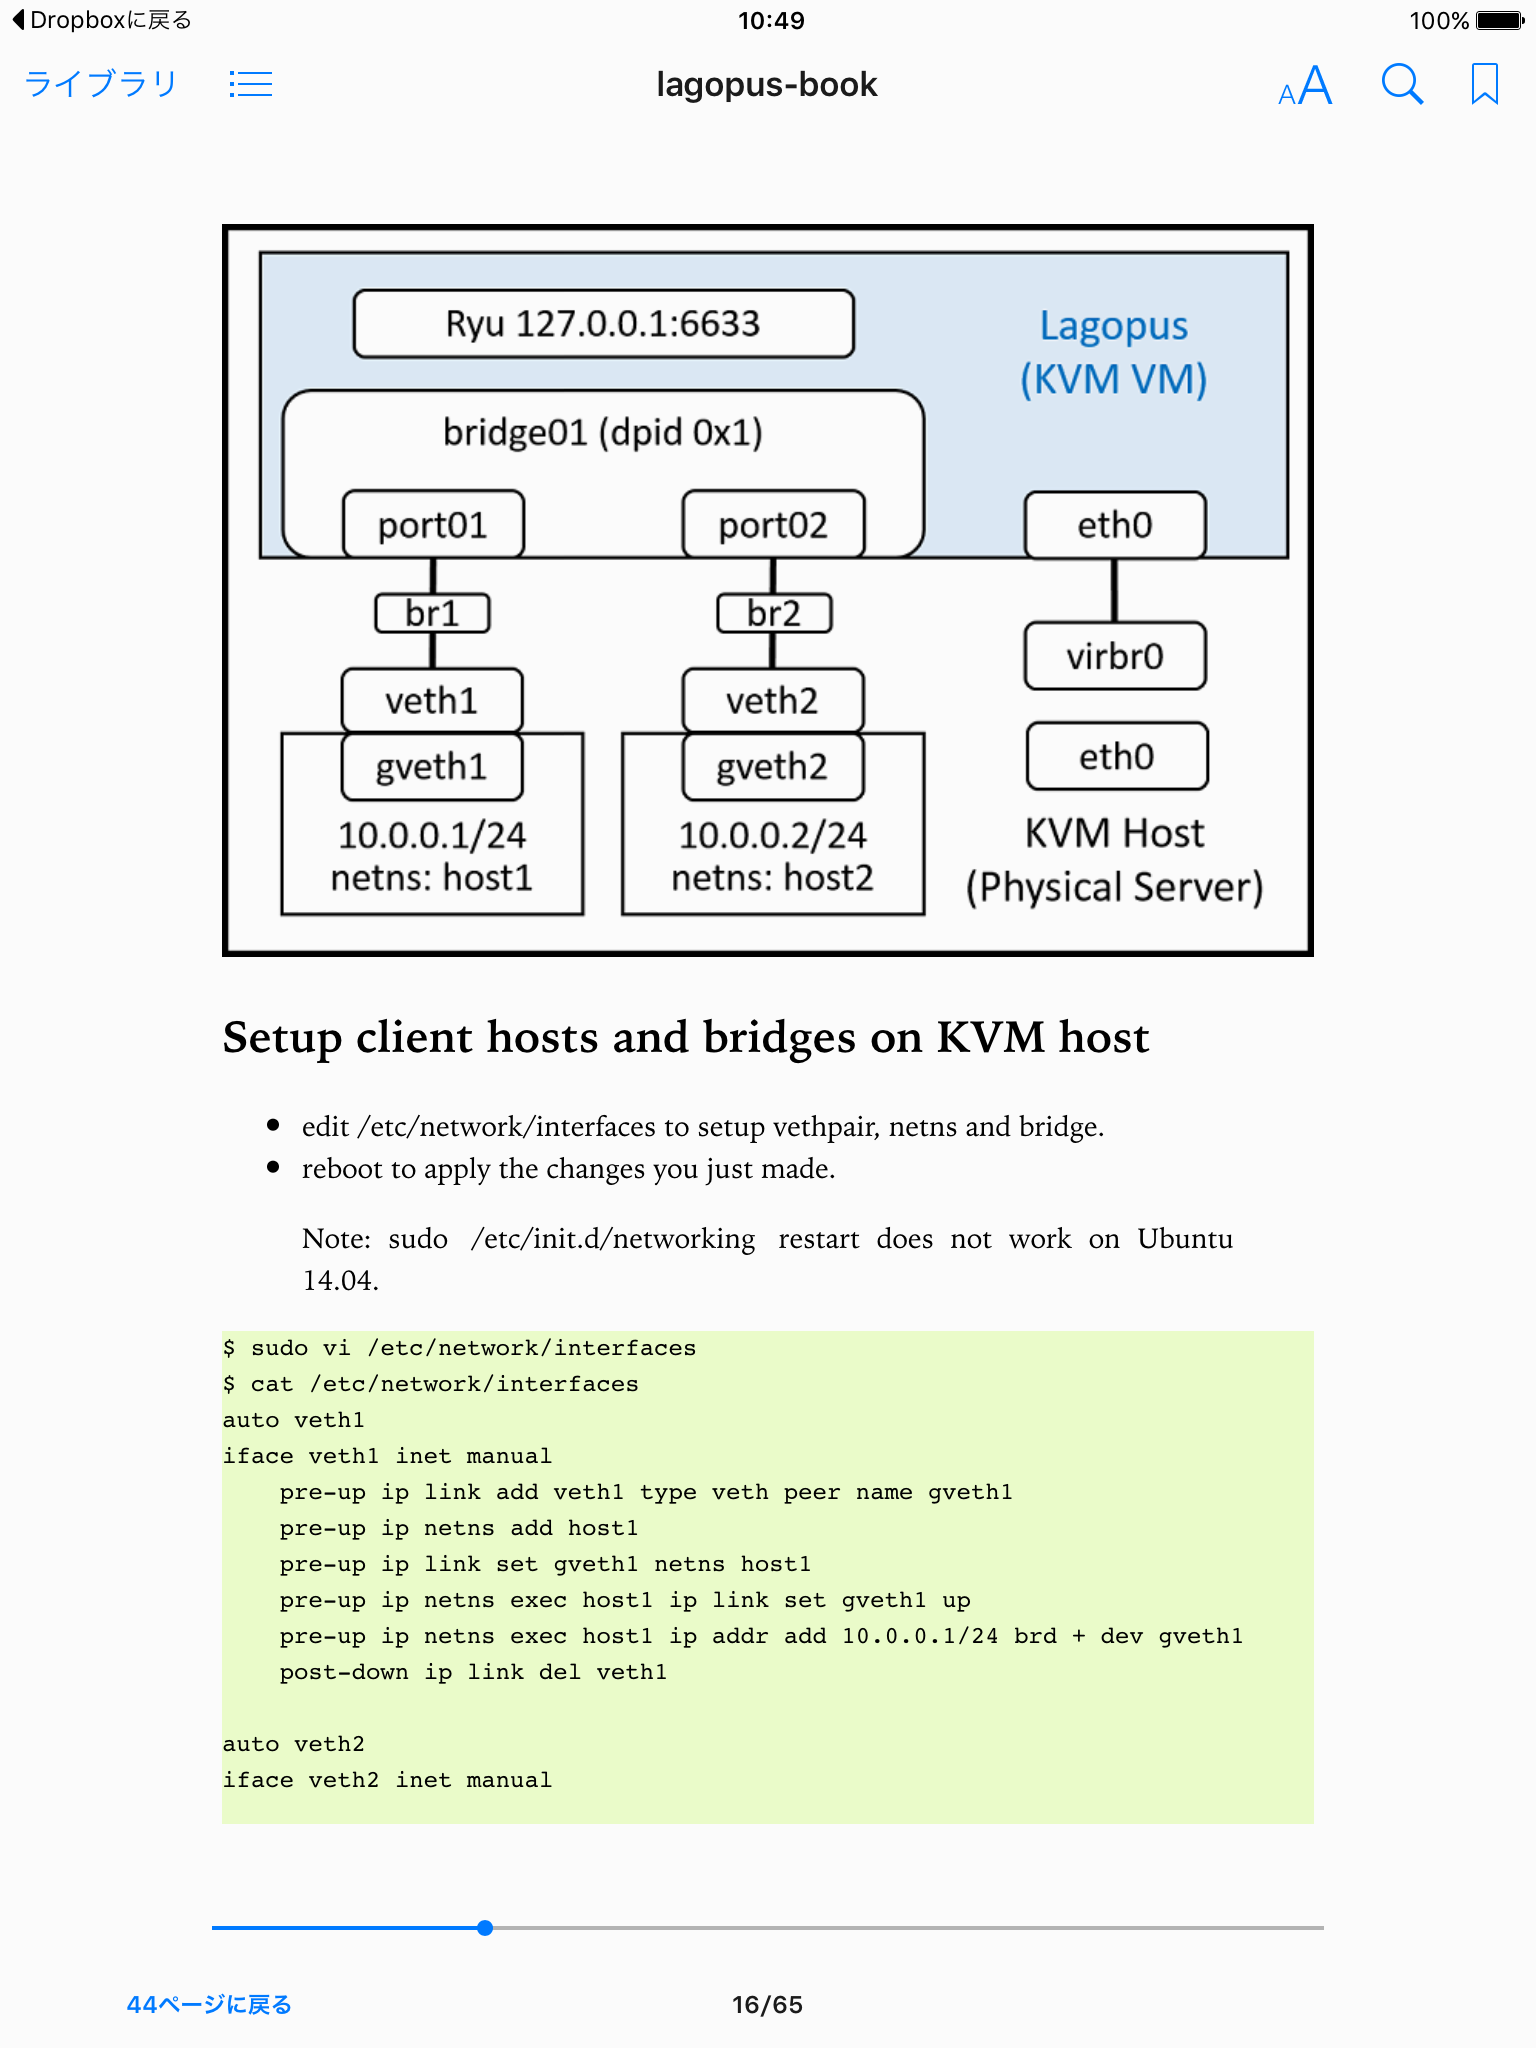 Dropboxに戻る
10:49
100%
ライブラリ
lagopus-book
AA
Ryu 127.0.0.1:6633
Lagopus
(KVM VM)
bridge01 (dpid 0x1)
port01
port02
eth0
br1
br2
virbr0
veth1
veth2
gveth1
gveth2
eth0
10.0.0.1/24
netns: host1
10.0.0.2/24
netns: host2
KVM Host
(Physical Server)
Setup client hosts and bridges on KVM host
• edit /etc/network/interfaces to setup vethpair, netns and bridge.
• reboot to apply the changes you just made.
Note: sudo /etc/init.d/networking restart does not work on Ubuntu
14.04.
$ sudo vi /etc/network/interfaces
$ cat /etc/network/interfaces
auto veth1
iface veth1 inet manual
    pre-up ip link add veth1 type veth peer name gveth1
    pre-up ip netns add host1
    pre-up ip link set gveth1 netns host1
    pre-up ip netns exec host1 ip link set gveth1 up
    pre-up ip netns exec host1 ip addr add 10.0.0.1/24 brd + dev gveth1
    post-down ip link del veth1
auto veth2
iface veth2 inet manual
44ページに戻る
16/65